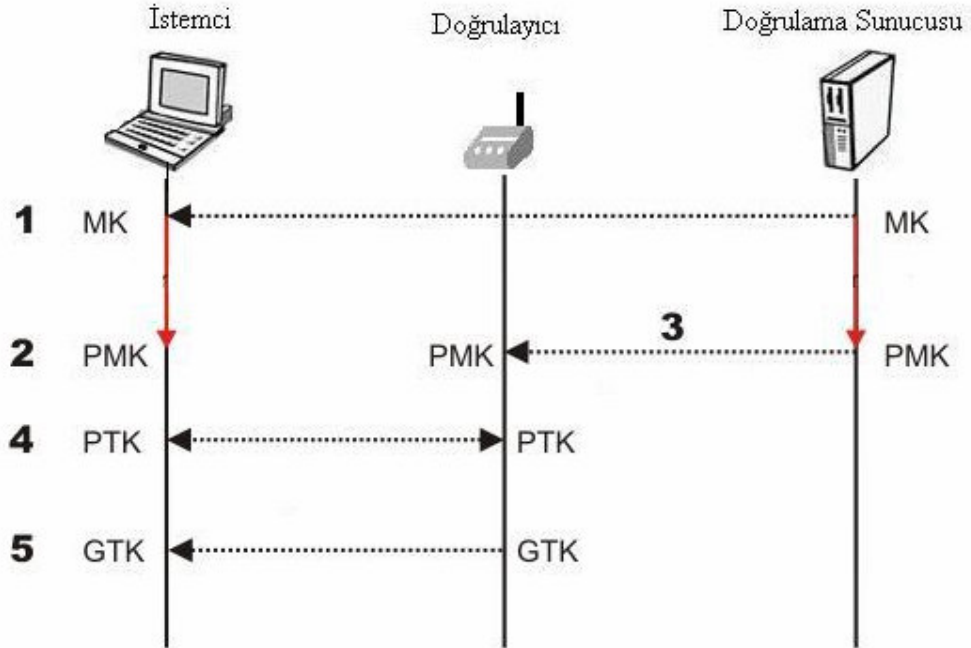 İstemci Doğrulayıcı Doğrulama Sunucusu
1 MK MK
3
2 PMK PMK PMK
4 PTK PTK
5 GTK GTK